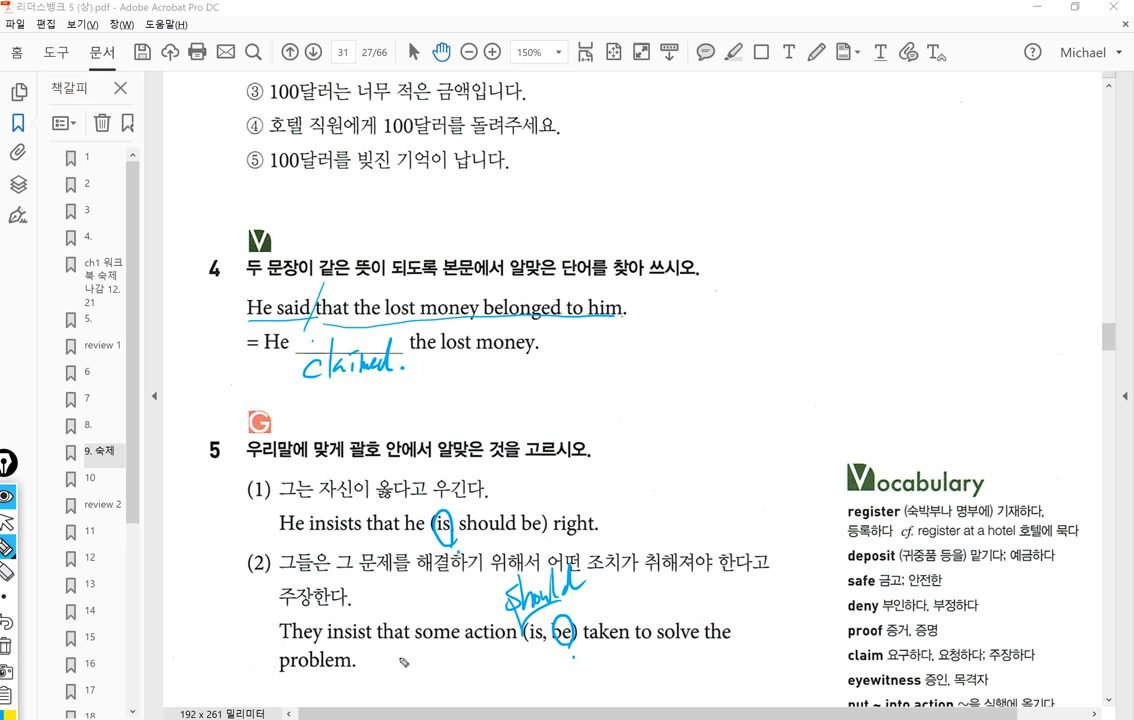 리더스뱅크 5 (상).pdf - Adobe Acrobat Pro DC
파일 편집 보기(V) 창(W) 도움말(H)
홈 도구 문서 31 27/66 150% Michael
책갈피
1
2
3
4.
ch1 워크
북 숙제
나감 12.
21
5.
review 1
6
7
8.
9. 숙제
10
review 2
11
12
13
14
15
16
17
18
③ 100달러는 너무 적은 금액입니다.
④ 호텔 직원에게 100달러를 돌려주세요.
⑤ 100달러를 빚진 기억이 납니다.
V
4 두 문장이 같은 뜻이 되도록 본문에서 알맞은 단어를 찾아 쓰시오.
He said that the lost money belonged to him.
= He claimed. the lost money.
G
5 우리말에 맞게 괄호 안에서 알맞은 것을 고르시오.
(1) 그는 자신이 옳다고 우긴다.
He insists that he (is, should be) right.
(2) 그들은 그 문제를 해결하기 위해서 어떤 조치가 취해져야 한다고
주장한다.
should
They insist that some action (is, be) taken to solve the
problem.
Vocabulary
register (숙박부나 명부에) 기재하다,
등록하다 cf. register at a hotel 호텔에 묵다
deposit (귀중품 등을) 맡기다; 예금하다
safe 금고; 안전한
deny 부인하다, 부정하다
proof 증거, 증명
claim 요구하다, 요청하다; 주장하다
eyewitness 증인, 목격자
put ~ into action ~을 실행에 옮기다
192 x 261 밀리미터